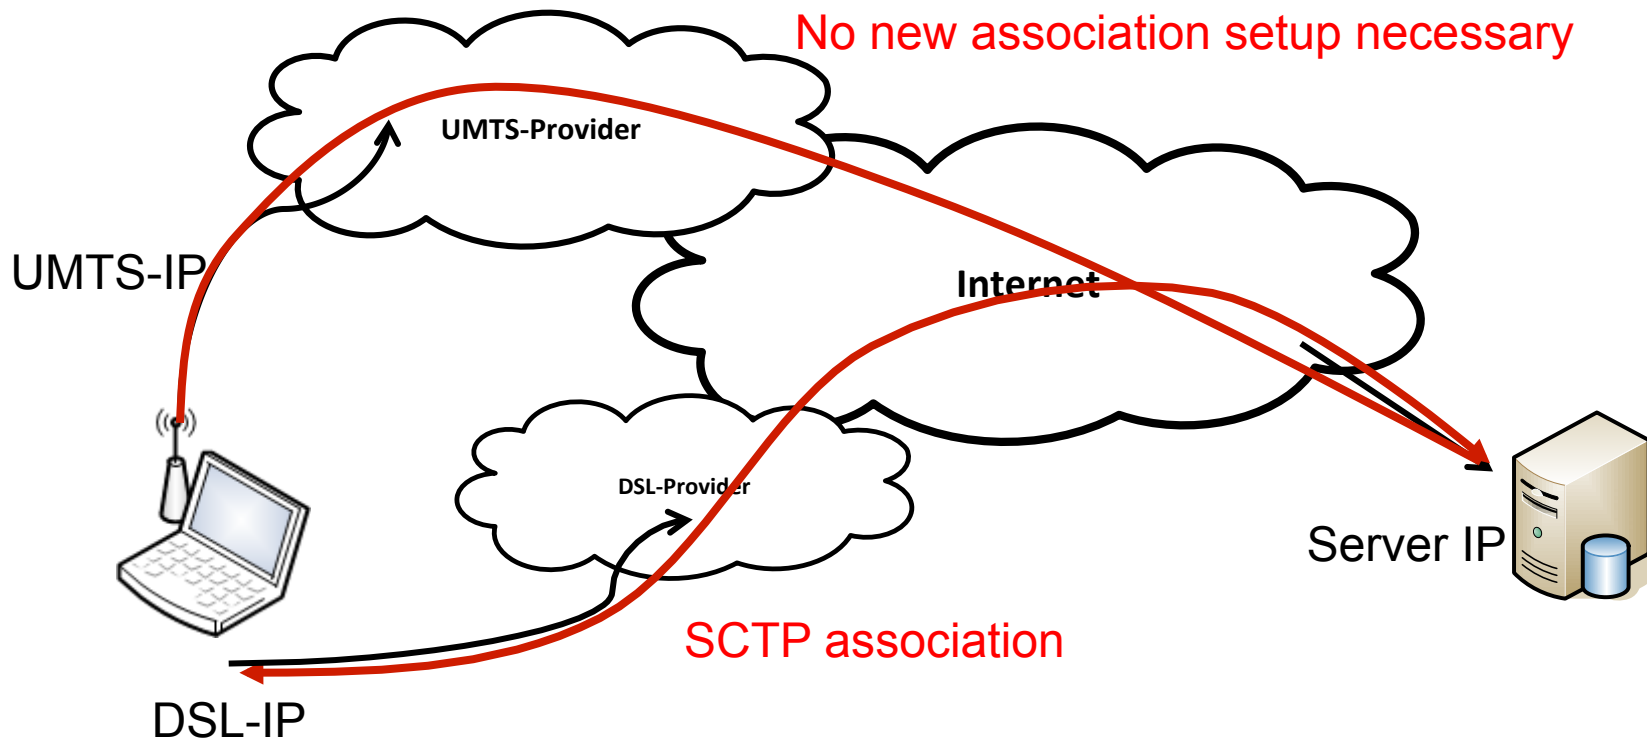 No new association setup necessary
UMTS-Provider
UMTS-IP
Internet
DSL-Provider
Server IP
SCTP association
DSL-IP